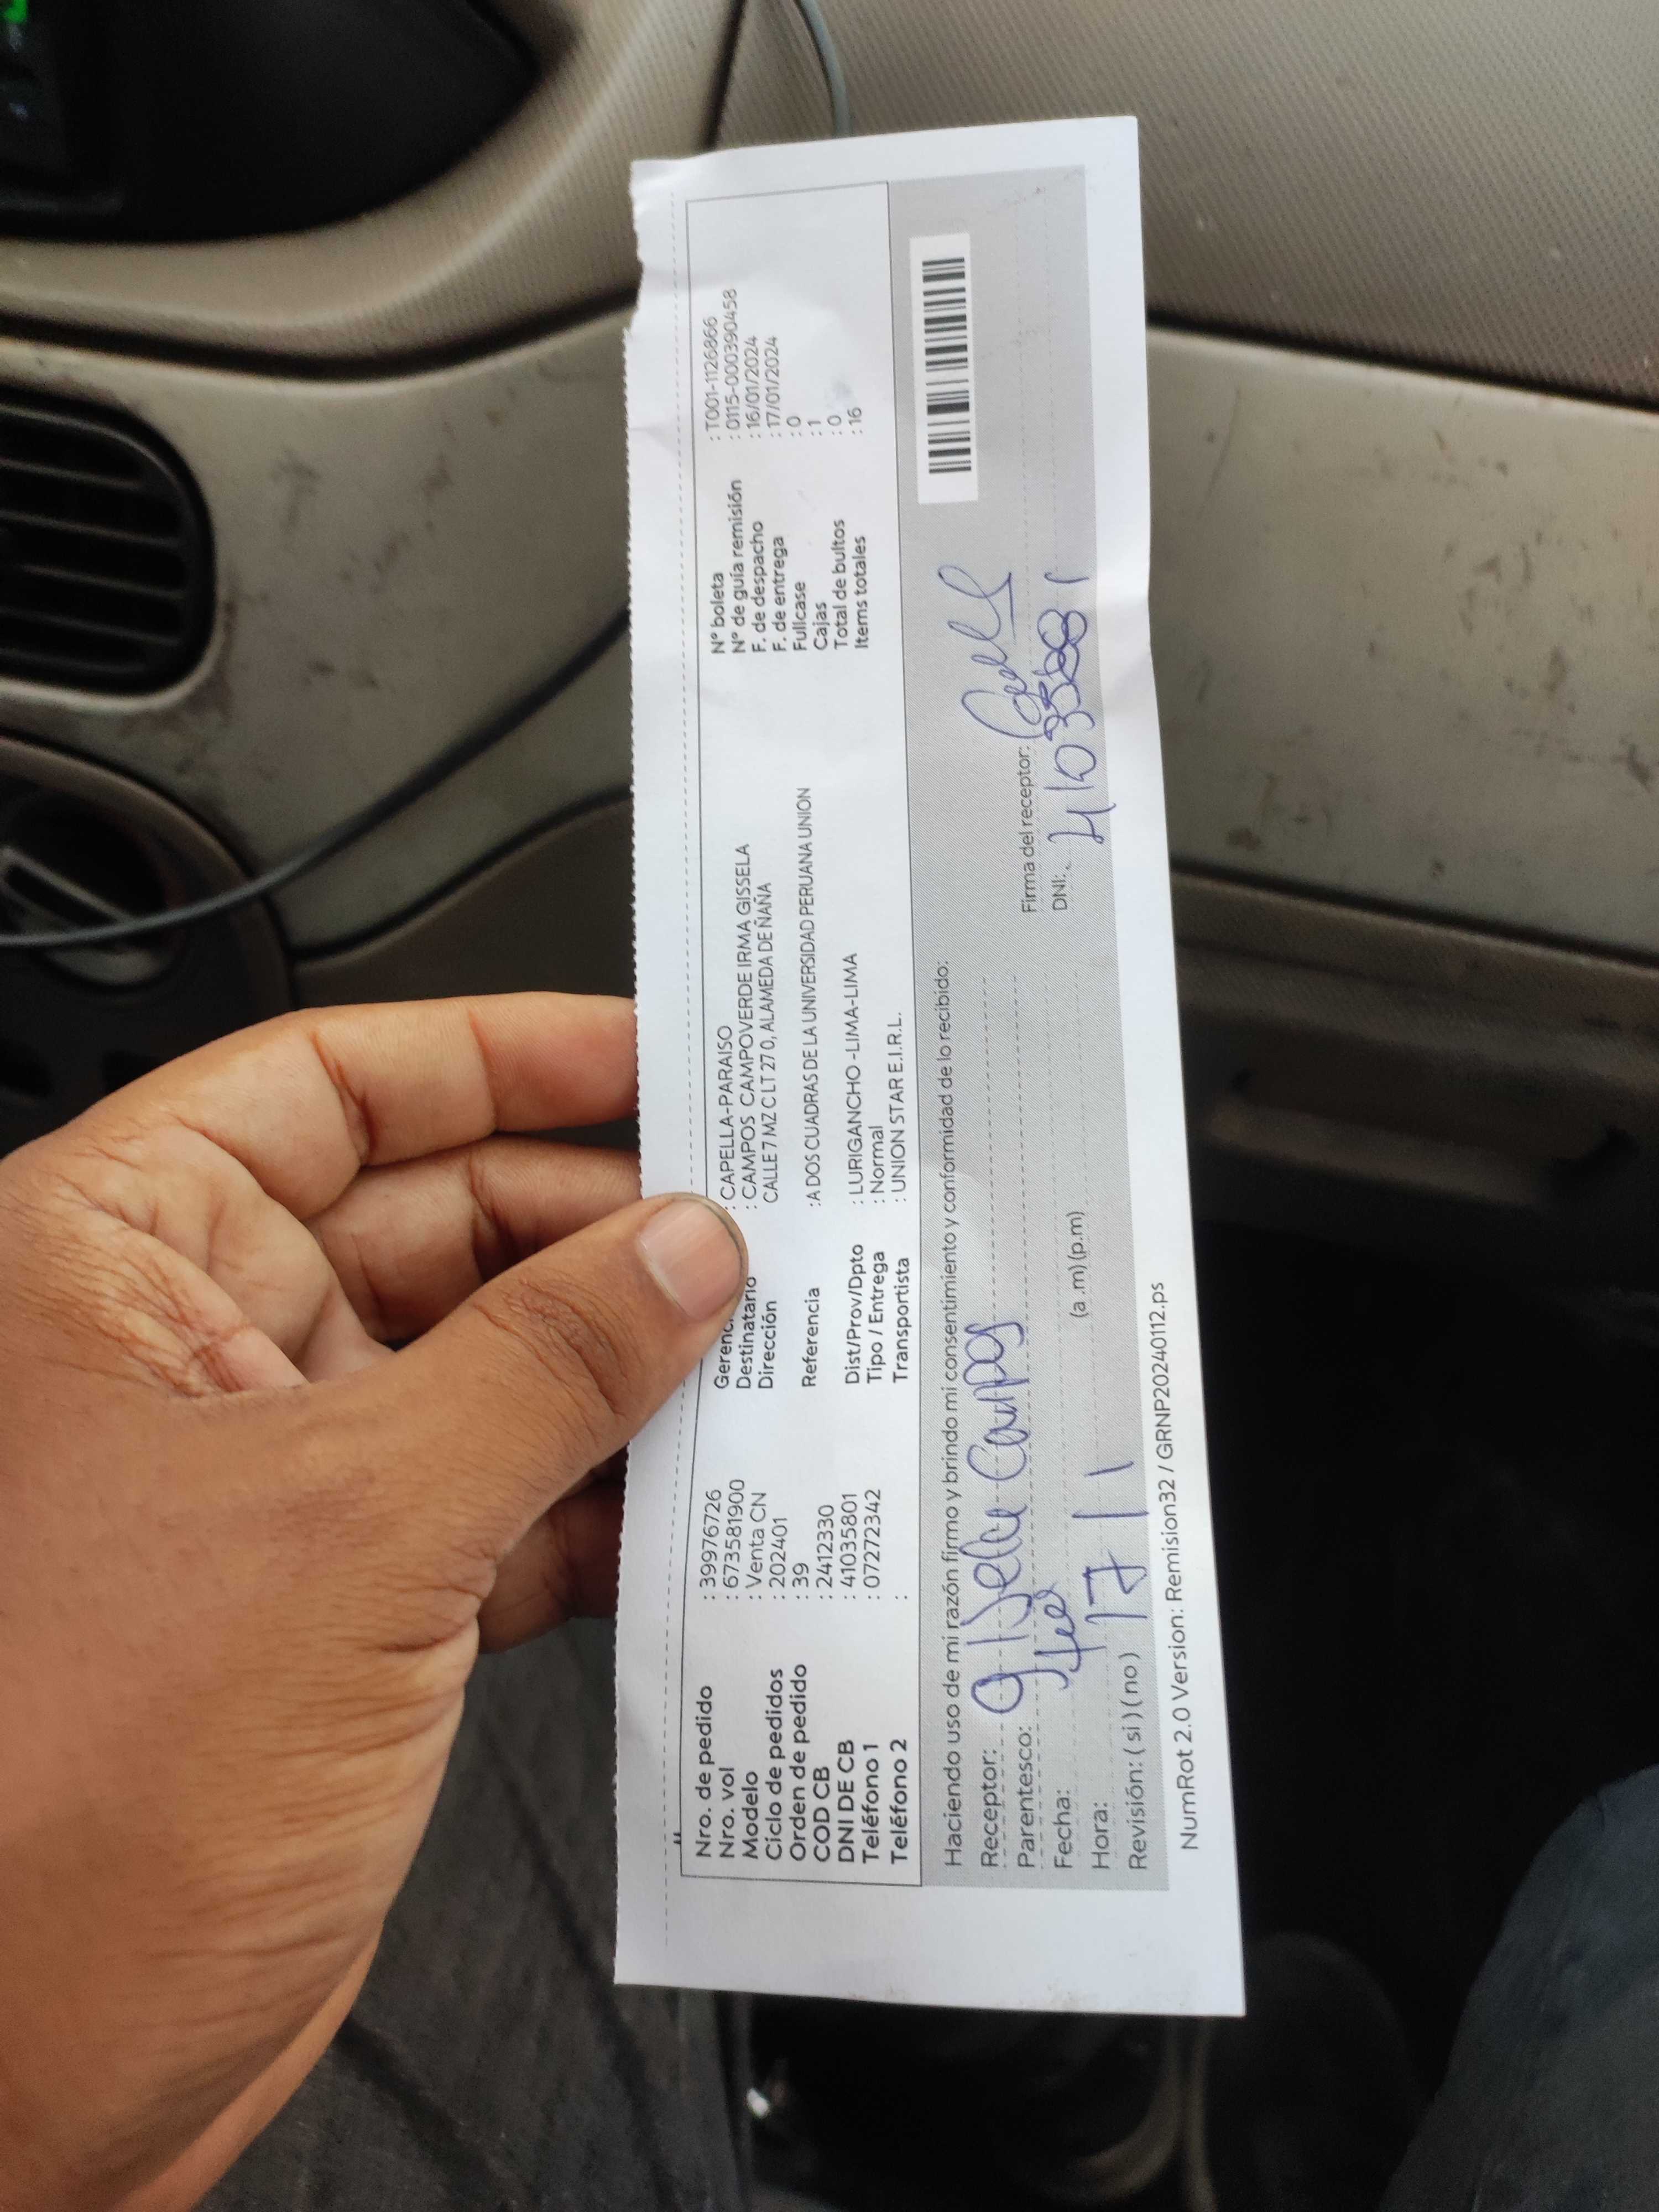 Nro. de pedido : 39976726
Nro. vol : 6735819​00
Modelo : Venta CN
Ciclo de pedidos : 202401
Orden de pedido : 39
COD CB : 2412330
DNI DE CB : 41035801
Teléfono 1 : 07272342
Teléfono 2 :
Gerenc : CAPELLA-PARAISO
Destinatario : CAMPOS CAMPOVERDE IRMA GISSELA
Dirección CALLE 7 MZ C LT 27 0, ALAMEDA DE ÑAÑA
Referencia : A DOS CUADRAS DE LA UNIVERSIDAD PERUANA UNION
Dist/Prov/Dpto : LURIGANCHO -LIMA-LIMA
Tipo / Entrega : Normal
Transportista : UNION STAR E.I.R.L.
N° boleta : T001-1126866
N° de guía remisión : 0115-000390458
F. de despacho : 16/01/2024
F. de entrega : 17/01/2024
Fullcase : 0
Cajas : 1
Total de bultos : 0
Items totales : 16
Haciendo uso de mi razón firmo y brindo mi consentimiento y conformidad de lo recibido:
Receptor: Campos
Parentesco:
Fecha: 17 1
Hora: (a .m) (p.m)
Revisión: ( si ) ( no )
Firma del receptor:
DNI:
NumRot 2.0 Version: Remision32 / GRNP20240112.ps